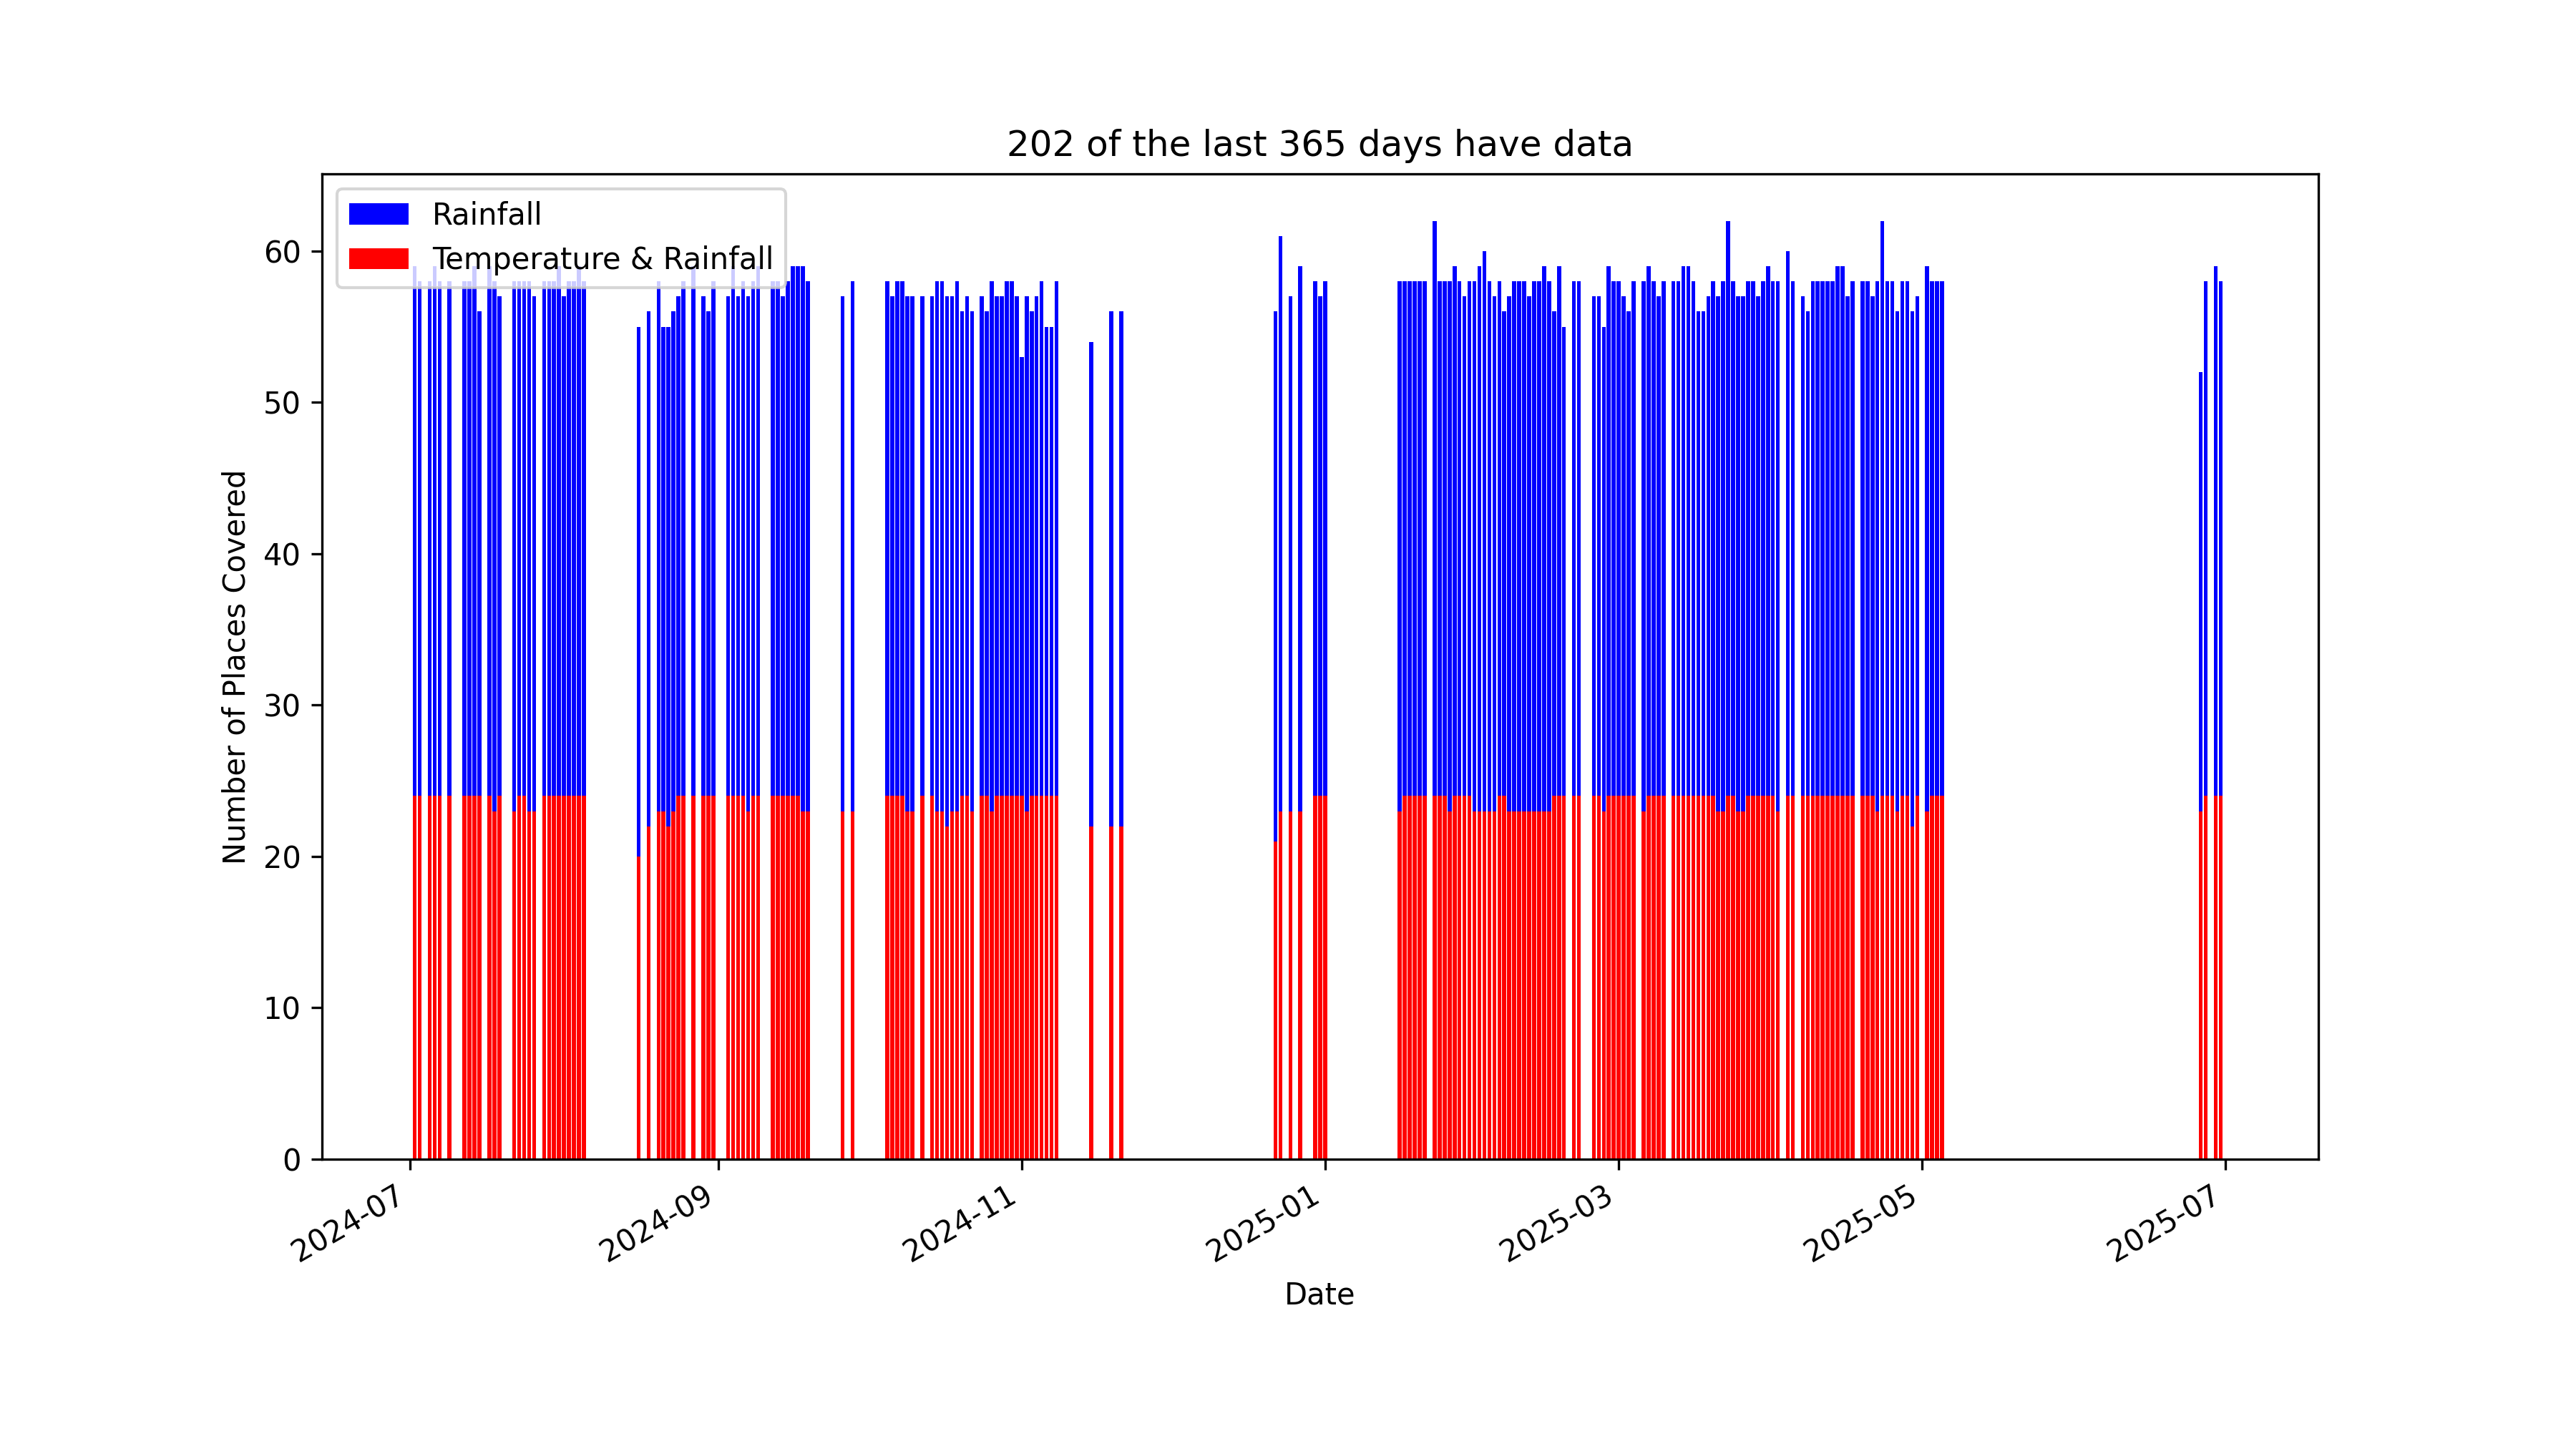 202 of the last 365 days have data
Rainfall
Temperature & Rainfall
60
50
40
30
20
10
0
Number of Places Covered
2024-07
2024-09
2024-11
2025-01
2025-03
2025-05
2025-07
Date